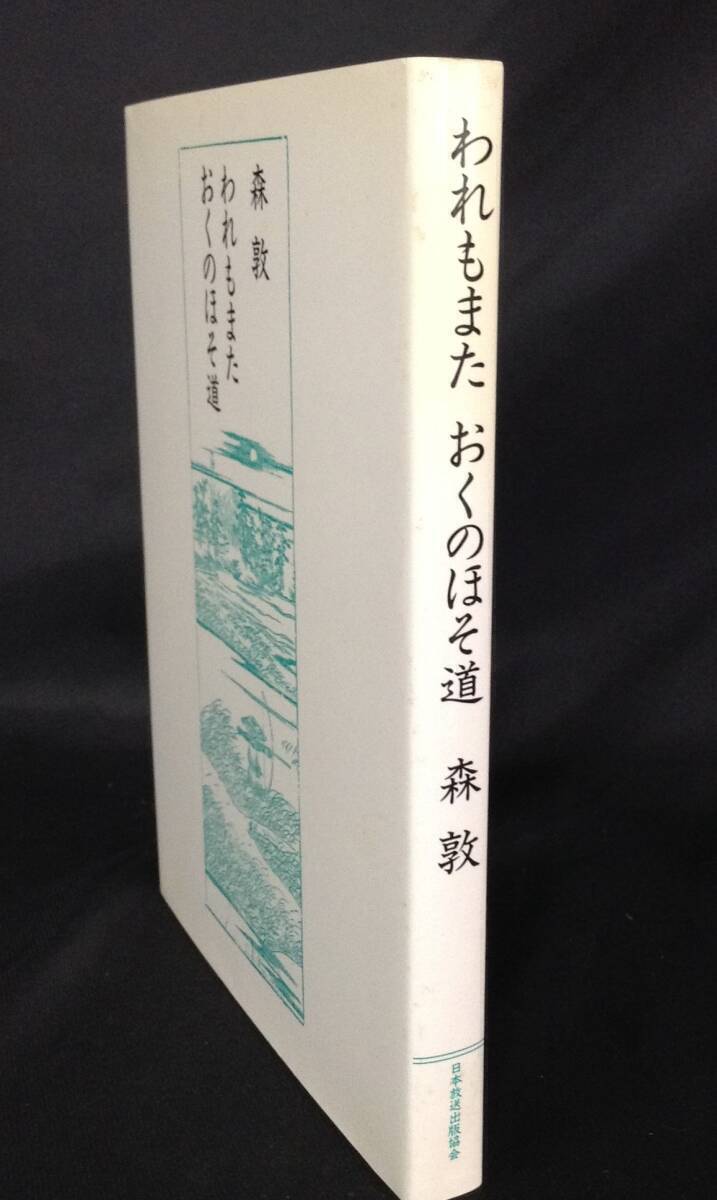 森 敦
われもまた
おくのほそ道
われもまた おくのほそ道 森 敦
日本放送出版協会